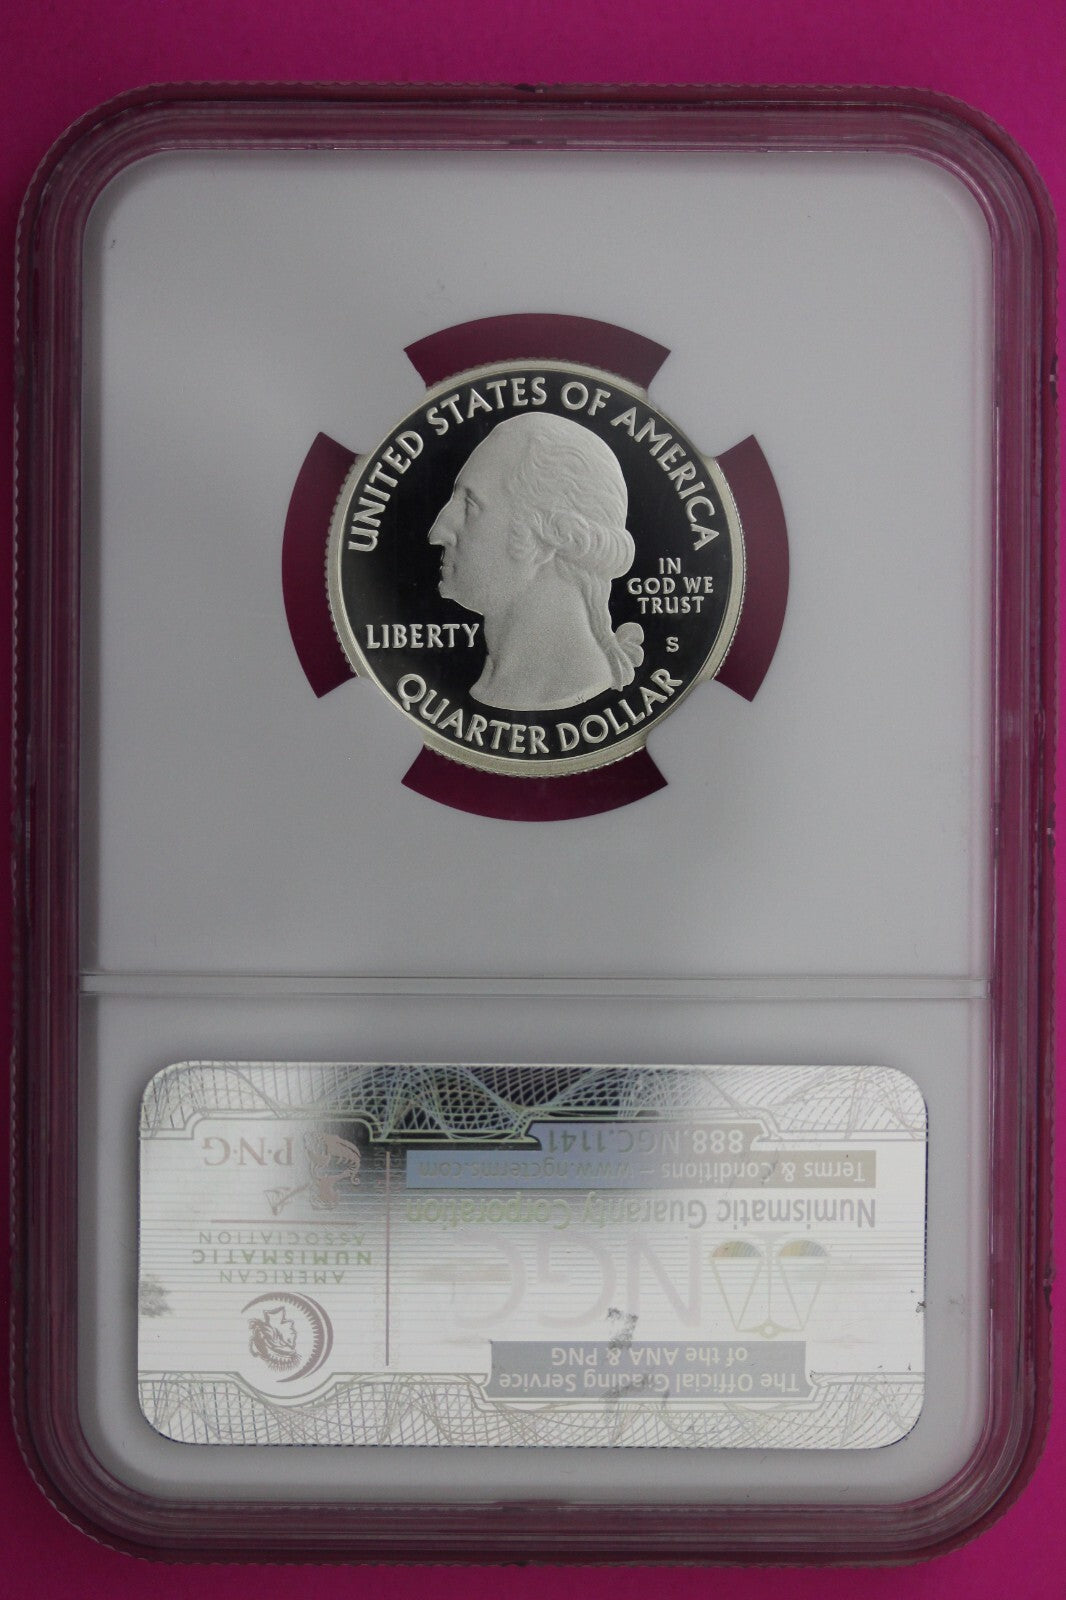 UNITED STATES OF AMERICA
IN
GOD WE
TRUST
LIBERTY
S
QUARTER DOLLAR
888.NGC.1141
Terms & Conditions – www.ngcterms.com
P·N·G
Numismatic Guaranty Corporation
NGC
AMERICAN
NUMISMATIC
ASSOCIATION
The Official Grading Service
of the ANA & PNG